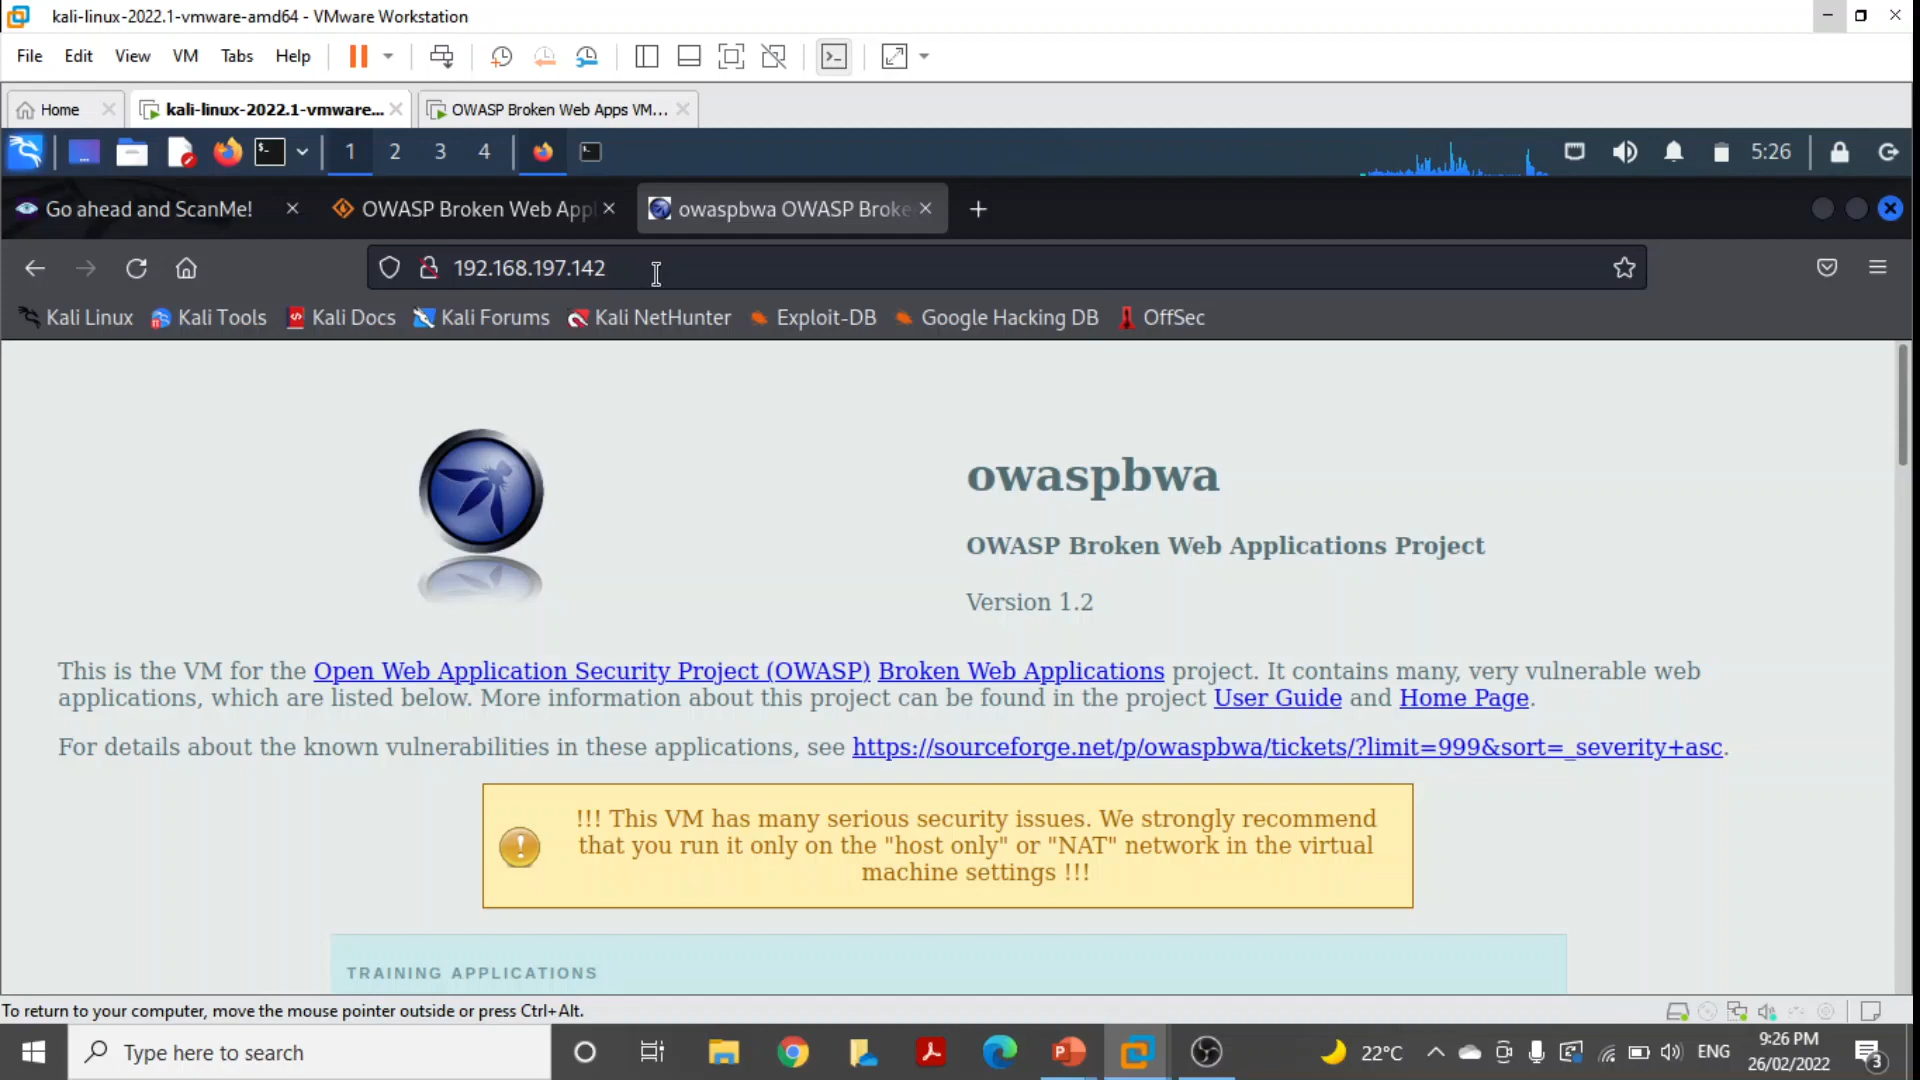 kali-linux-2022.1-vmware-amd64 - VMware Workstation
File Edit View VM Tabs Help
Home kali-linux-2022.1-vmware... OWASP Broken Web Apps VM...
1 2 3 4 5:26
Go ahead and ScanMe! OWASP Broken Web Appl owaspbwa OWASP Broke
192.168.197.142
Kali Linux Kali Tools Kali Docs Kali Forums Kali NetHunter Exploit-DB Google Hacking DB OffSec
owaspbwa
OWASP Broken Web Applications Project
Version 1.2
This is the VM for the Open Web Application Security Project (OWASP) Broken Web Applications project. It contains many, very vulnerable web
applications, which are listed below. More information about this project can be found in the project User Guide and Home Page.
For details about the known vulnerabilities in these applications, see https://sourceforge.net/p/owaspbwa/tickets/?limit=999&sort=_severity+asc.
!!! This VM has many serious security issues. We strongly recommend
that you run it only on the "host only" or "NAT" network in the virtual
machine settings !!!
TRAINING APPLICATIONS
To return to your computer, move the mouse pointer outside or press Ctrl+Alt.
Type here to search
22°C
ENG
9:26 PM
26/02/2022
3